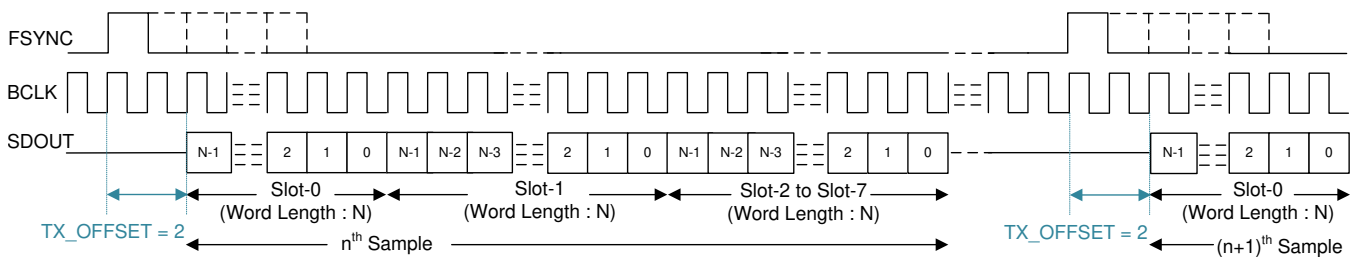 FSYNC
BCLK
SDOUT
N-1 2 1 0 N-1 N-2 N-3 2 1 0 N-1 N-2 N-3 2 1 0 N-1 2 1 0
Slot-0 Slot-1 Slot-2 to Slot-7 Slot-0
(Word Length : N) (Word Length : N) (Word Length : N) (Word Length : N)
TX_OFFSET = 2 TX_OFFSET = 2
nth Sample (n+1)th Sample